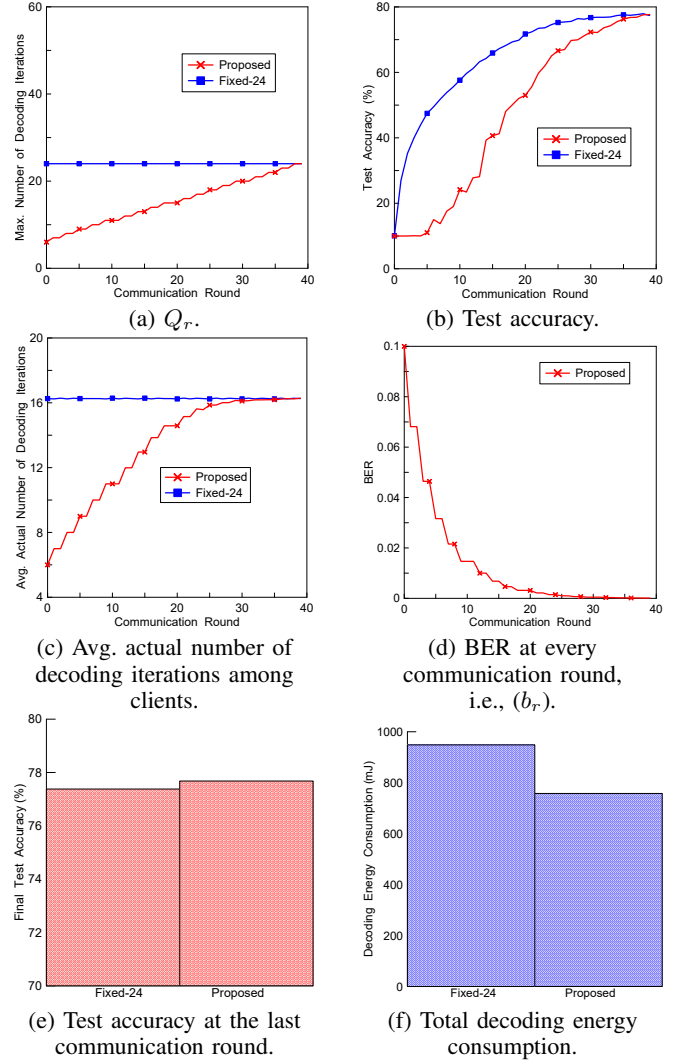 60
40
20
0
0
10
20
30
40
Max. Number of Decoding Iterations
Communication Round
Proposed
Fixed-24
(a) Qr.
80
60
40
20
0
0
10
20
30
40
Test Accuracy (%)
Communication Round
Proposed
Fixed-24
(b) Test accuracy.
20
16
12
8
4
0
10
20
30
40
Avg. Actual Number of Decoding Iterations
Communication Round
Proposed
Fixed-24
(c) Avg. actual number of
decoding iterations among
clients.
0.1
0.08
0.06
0.04
0.02
0
0
10
20
30
40
BER
Communication Round
Proposed
(d) BER at every
communication round,
i.e., (br).
80
78
76
74
72
70
Final Test Accuracy (%)
Fixed-24
Proposed
(e) Test accuracy at the last
communication round.
1000
800
600
400
200
0
Decoding Energy Consumption (mJ)
Fixed-24
Proposed
(f) Total decoding energy
consumption.